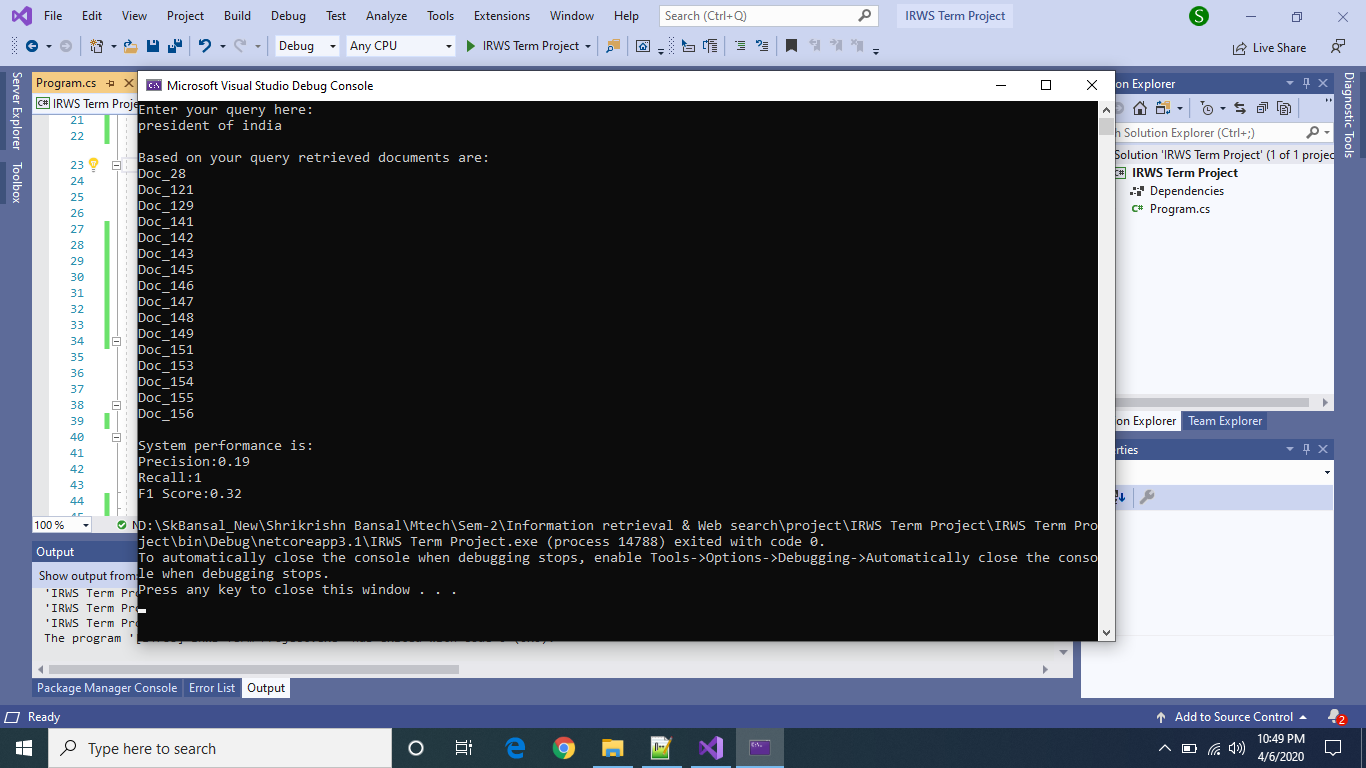 File Edit View Project Build Debug Test Analyze Tools Extensions Window Help Search (Ctrl+Q) IRWS Term Project S
Debug Any CPU IRWS Term Project Live Share
Server Explorer
Toolbox
Program.cs
C# IRWS Term Proje
21
22
23
24
25
26
27
28
29
30
31
32
33
34
35
36
37
38
39
40
41
42
43
44
100 %
Microsoft Visual Studio Debug Console
Enter your query here:
president of india
Based on your query retrieved documents are:
Doc_28
Doc_121
Doc_129
Doc_141
Doc_142
Doc_143
Doc_145
Doc_146
Doc_147
Doc_148
Doc_149
Doc_151
Doc_153
Doc_154
Doc_155
Doc_156
System performance is:
Precision:0.19
Recall:1
F1 Score:0.32
D:\SkBansal_New\Shrikrishn Bansal\Mtech\Sem-2\Information retrieval & Web search\project\IRWS Term Project\IRWS Term Pro
ject\bin\Debug\netcoreapp3.1\IRWS Term Project.exe (process 14788) exited with code 0.
To automatically close the console when debugging stops, enable Tools->Options->Debugging->Automatically close the conso
le when debugging stops.
Press any key to close this window . . .
on Explorer
h Solution Explorer (Ctrl+;)
Solution 'IRWS Term Project' (1 of 1 projec
IRWS Term Project
Dependencies
C# Program.cs
on Explorer Team Explorer
rties
Diagnostic Tools
Output
Show output from
'IRWS Term Pro
'IRWS Term Pro
'IRWS Term Pro
The program '
Package Manager Console Error List Output
Ready Add to Source Control 2
Type here to search
10:49 PM
4/6/2020